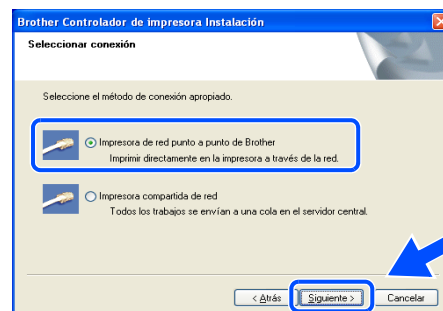 Brother Controlador de impresora Instalación
Seleccionar conexión
Seleccione el método de conexión apropiado.
Impresora de red punto a punto de Brother
Imprimir directamente en la impresora a través de la red.
Impresora compartida de red
Todos los trabajos se envían a una cola en el servidor central.
< Atrás
Siguiente >
Cancelar